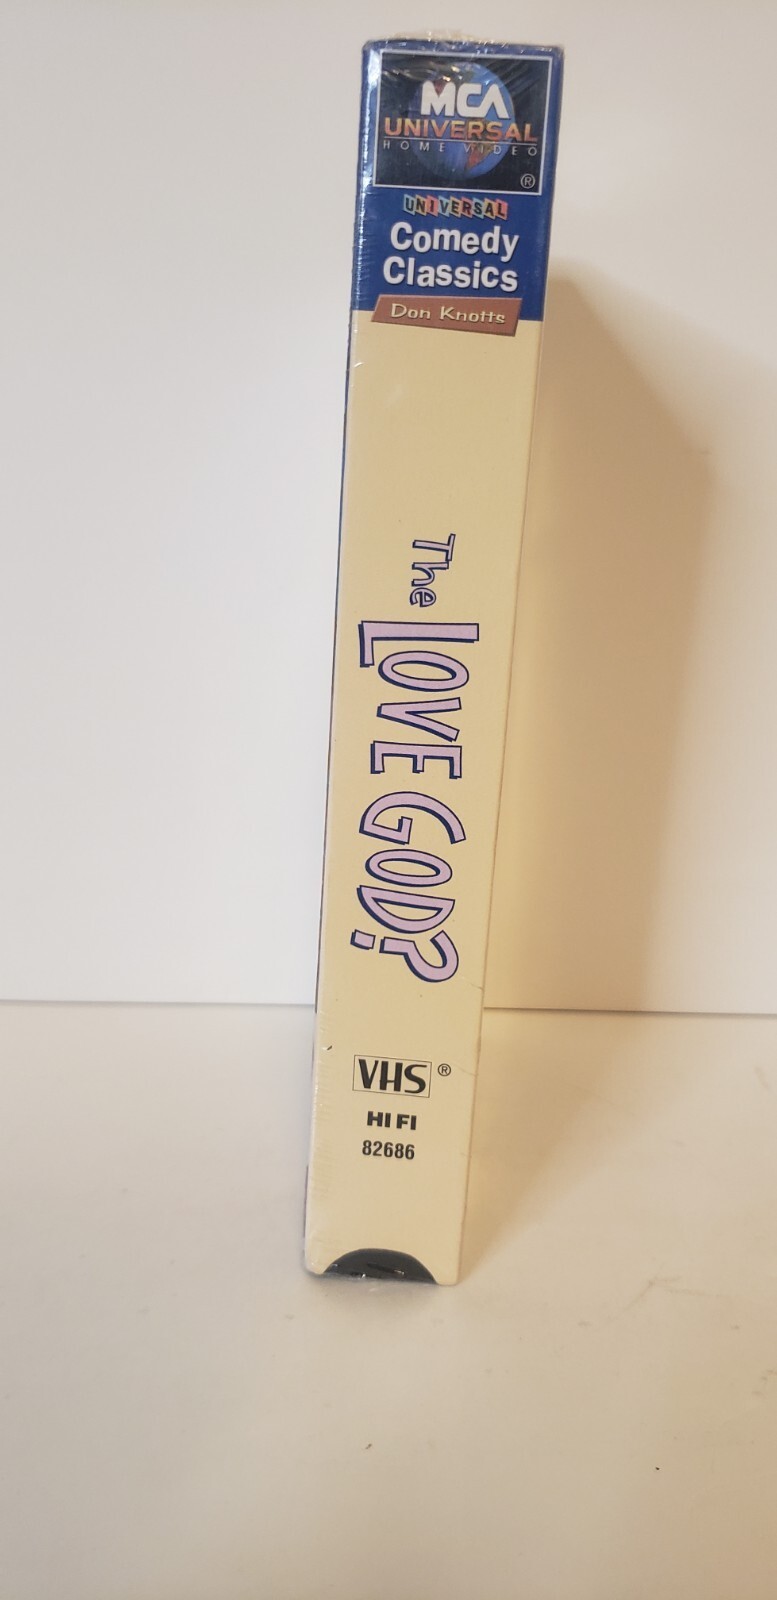 MCA
UNIVERSAL
HOME VIDEO
®
UNIVERSAL
Comedy
Classics
Don Knotts
The LOVE GOD?
VHS ®
HI FI
82686